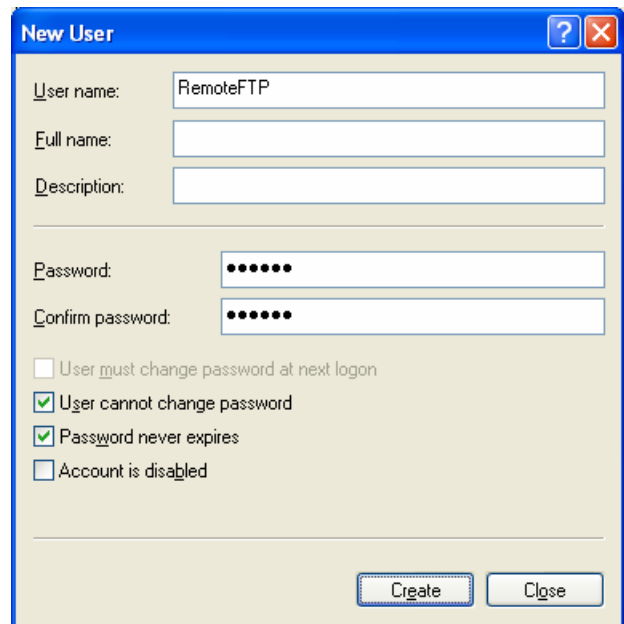 New User
User name: RemoteFTP
Full name:
Description:
Password: ●●●●●●
Confirm password: ●●●●●●
User must change password at next logon
User cannot change password
Password never expires
Account is disabled
Create Close